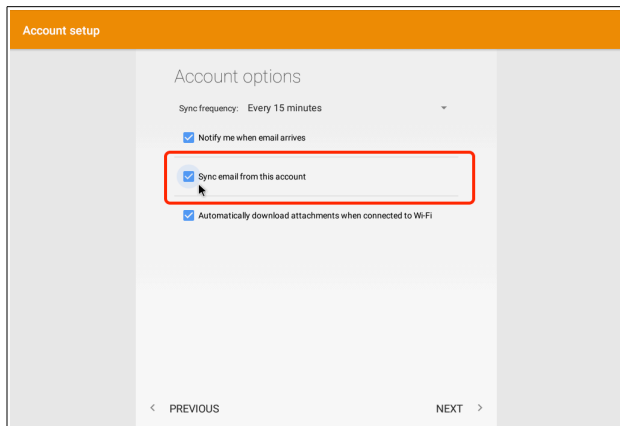 Account setup
Account options
Sync frequency: Every 15 minutes
Notify me when email arrives
Sync email from this account
Automatically download attachments when connected to Wi-Fi
PREVIOUS NEXT